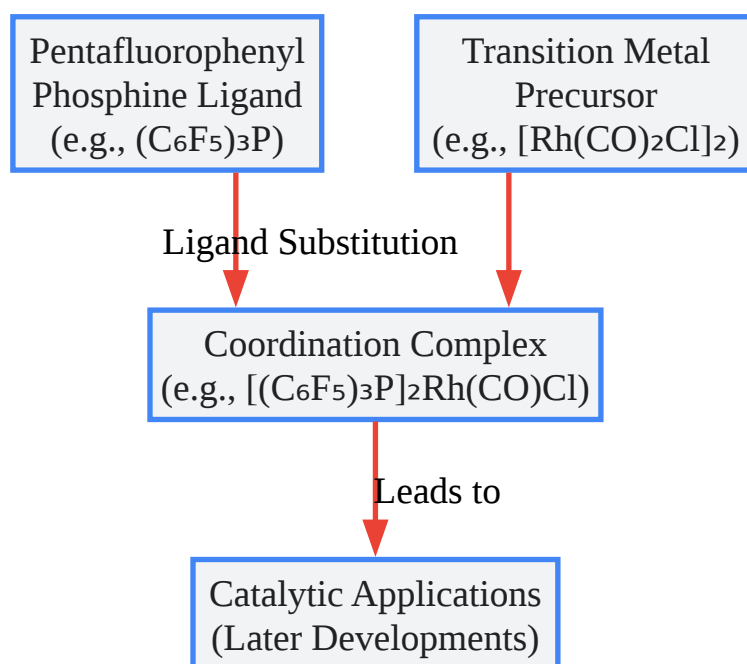 Pentafluorophenyl
Phosphine Ligand
(e.g., (C₆F₅)₃P)
Transition Metal
Precursor
(e.g., [Rh(CO)₂Cl]₂)
Ligand Substitution
Coordination Complex
(e.g., [(C₆F₅)₃P]₂Rh(CO)Cl)
Leads to
Catalytic Applications
(Later Developments)